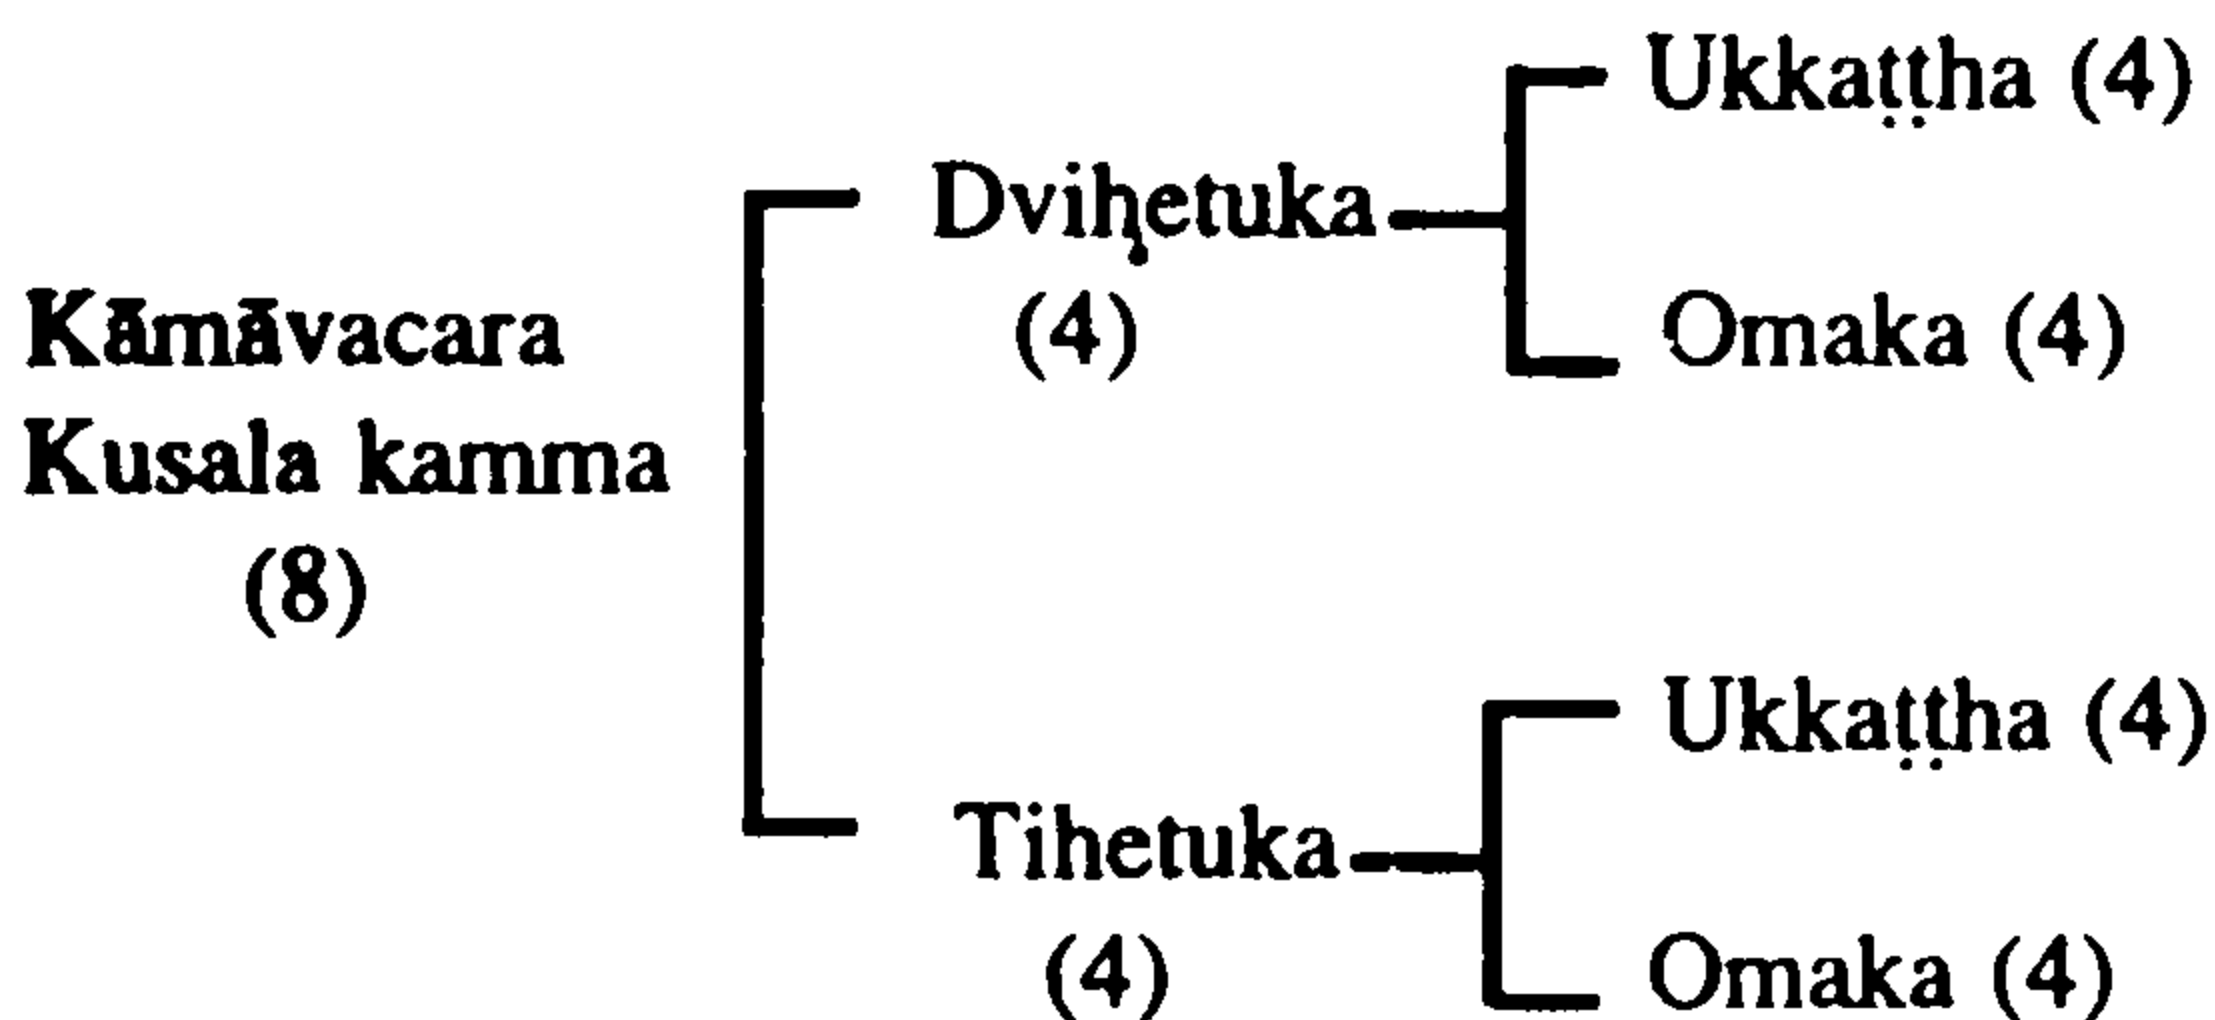 Ukkaṭṭha (4)
Dviḥetuka
Omaka (4)
(4)
Kāmāvacara
Kusala kamma
(8)
Ukkaṭṭha (4)
Tihetuka
Omaka (4)
(4)